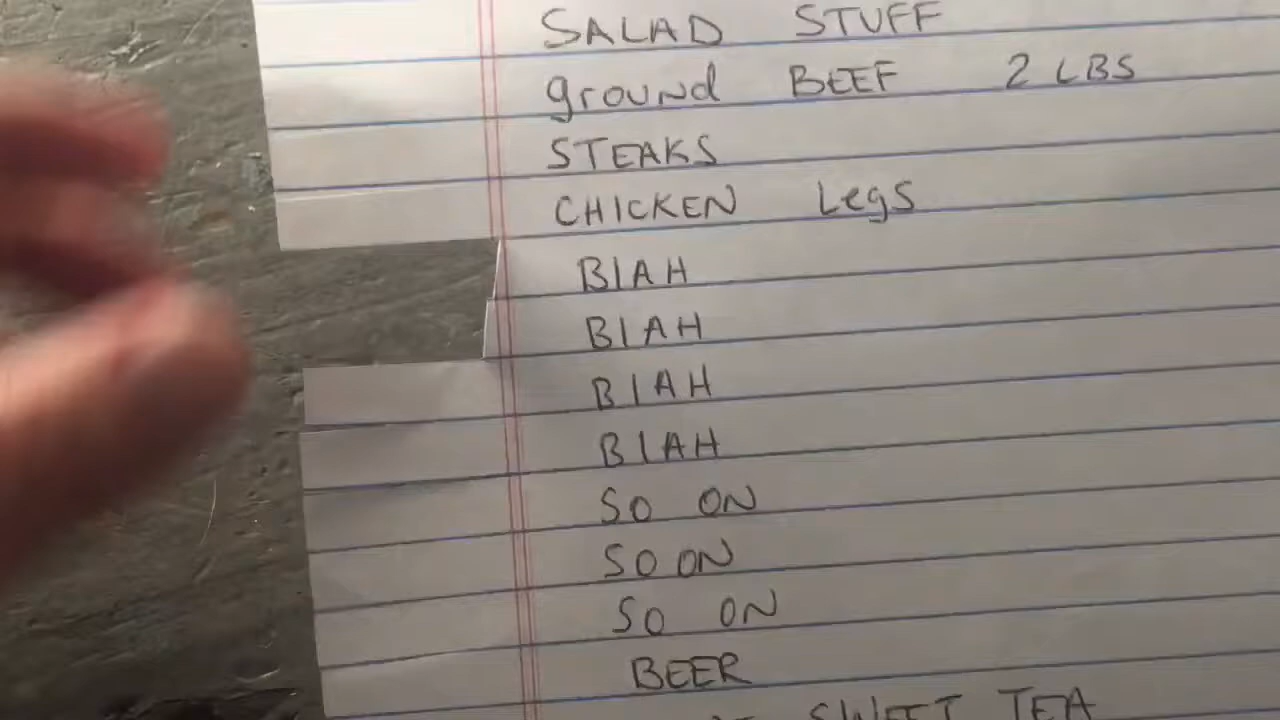 SALAD STUFF
ground BEEF 2 LBS
STEAKS
CHICKEN Legs
BlAH
BlAH
BlAH
BlAH
SO ON
SO ON
SO ON
BEER
SWEET TEA